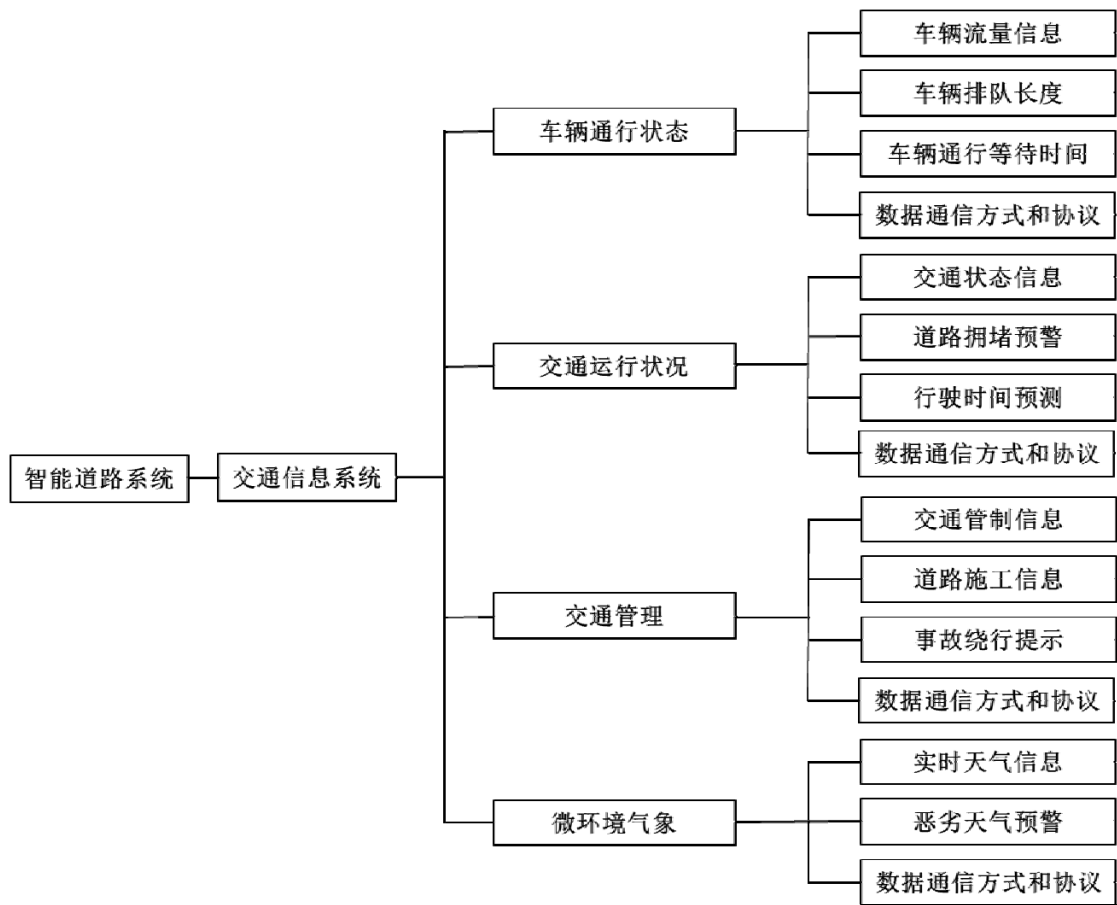 智能道路系统
交通信息系统
车辆通行状态
车辆流量信息
车辆排队长度
车辆通行等待时间
数据通信方式和协议
交通运行状况
交通状态信息
道路拥堵预警
行驶时间预测
数据通信方式和协议
交通管理
交通管制信息
道路施工信息
事故绕行提示
数据通信方式和协议
微环境气象
实时天气信息
恶劣天气预警
数据通信方式和协议